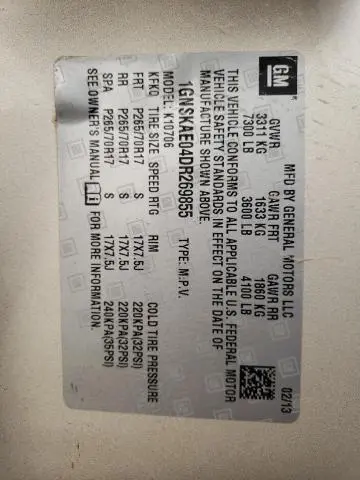 GM
MFD BY GENERAL MOTORS LLC 02/13
GVWR GAWR FRT GAWR RR
3311 KG 1633 KG 1860 KG
7300 LB 3600 LB 4100 LB
THIS VEHICLE CONFORMS TO ALL APPLICABLE U.S. FEDERAL MOTOR
VEHICLE SAFETY STANDARDS IN EFFECT ON THE DATE OF
MANUFACTURE SHOWN ABOVE.
1GNSKAE04DR269855 TYPE: M.P.V.
MODEL: K10706
KFKQ TIRE SIZE SPEED RTG RIM COLD TIRE PRESSURE
FRT P265/70R17 S 17X7.5J 220KPA(32PSI)
RR P265/70R17 S 17X7.5J 220KPA(32PSI)
SPA P265/70R17 S 17X7.5J 240KPA(35PSI)
SEE OWNER'S MANUAL FOR MORE INFORMATION.